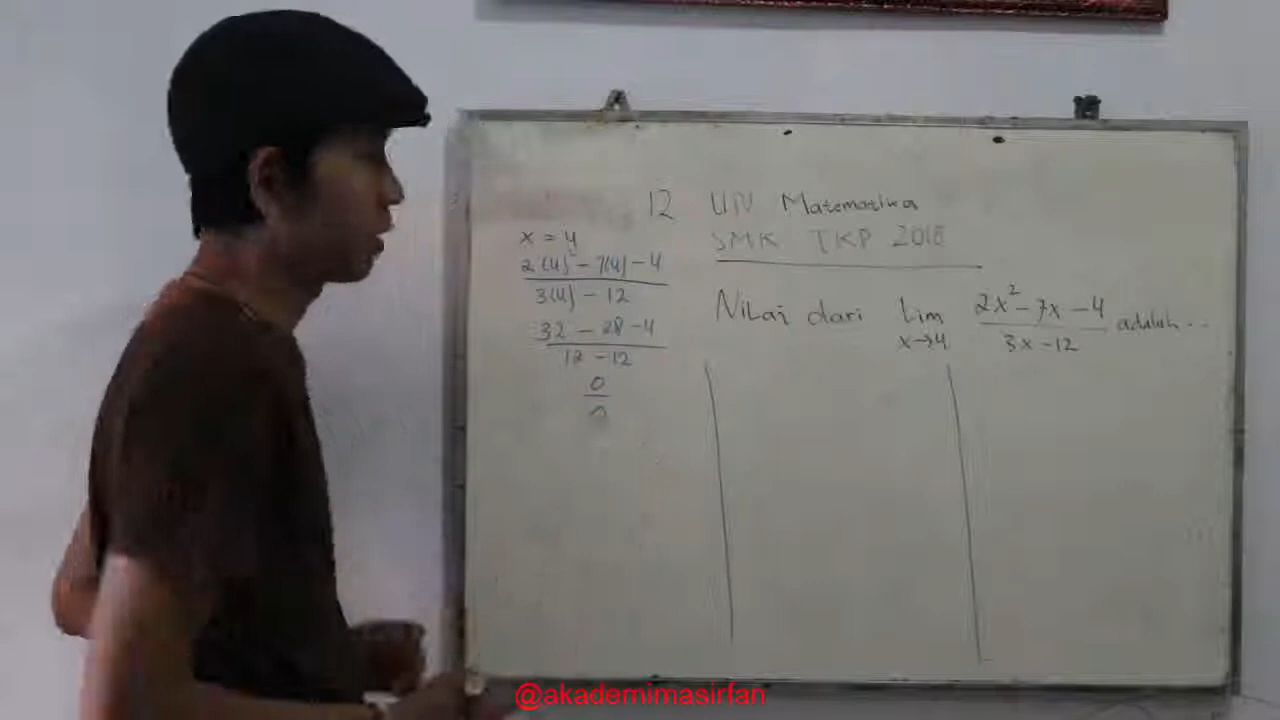 12 UN Matematika
SMK TKP 2018
Nilai dari lim x→4 2x² - 7x - 4 / 3x - 12 adalah ...
x = 4
2(4)² - 7(4) - 4
3(4) - 12
32 - 28 - 4
12 - 12
0
0
@akademimasirfan